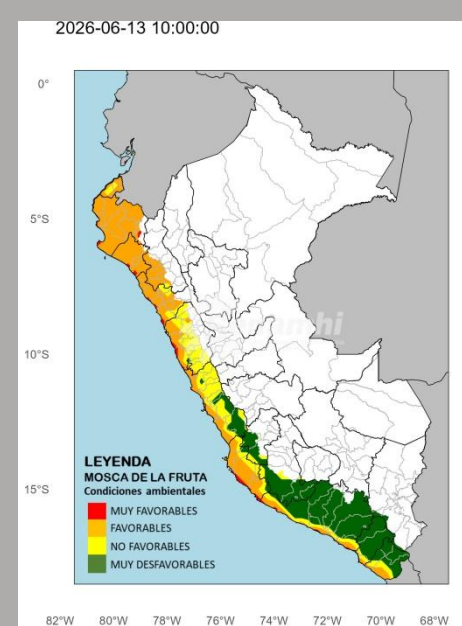 2026-06-13 10:00:00
0°
5°S
10°S
15°S
LEYENDA
MOSCA DE LA FRUTA
Condiciones ambientales
MUY FAVORABLES
FAVORABLES
NO FAVORABLES
MUY DESFAVORABLES
82°W 80°W 78°W 76°W 74°W 72°W 70°W 68°W